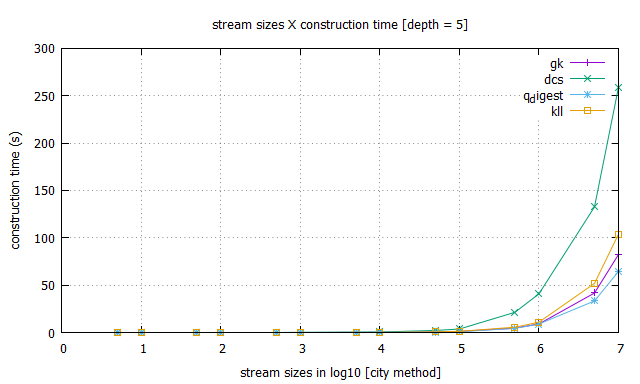 stream sizes X construction time [depth = 5]
300
250
200
150
100
50
0
construction time (s)
gk
dcs
q_digest
kll
0 1 2 3 4 5 6 7
stream sizes in log10 [city method]